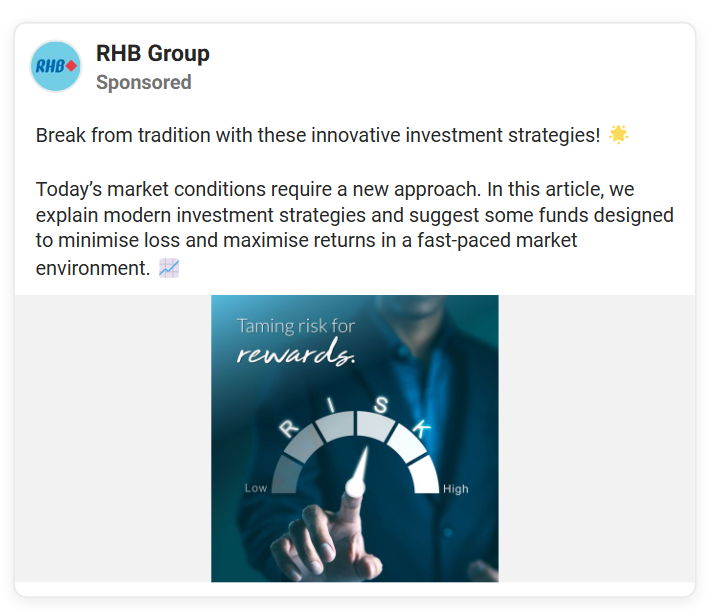 RHB
RHB Group
Sponsored
Break from tradition with these innovative investment strategies! 🌟
Today’s market conditions require a new approach. In this article, we
explain modern investment strategies and suggest some funds designed
to minimise loss and maximise returns in a fast-paced market
environment. 📈
Taming risk for
rewards.
RISK
Low
High